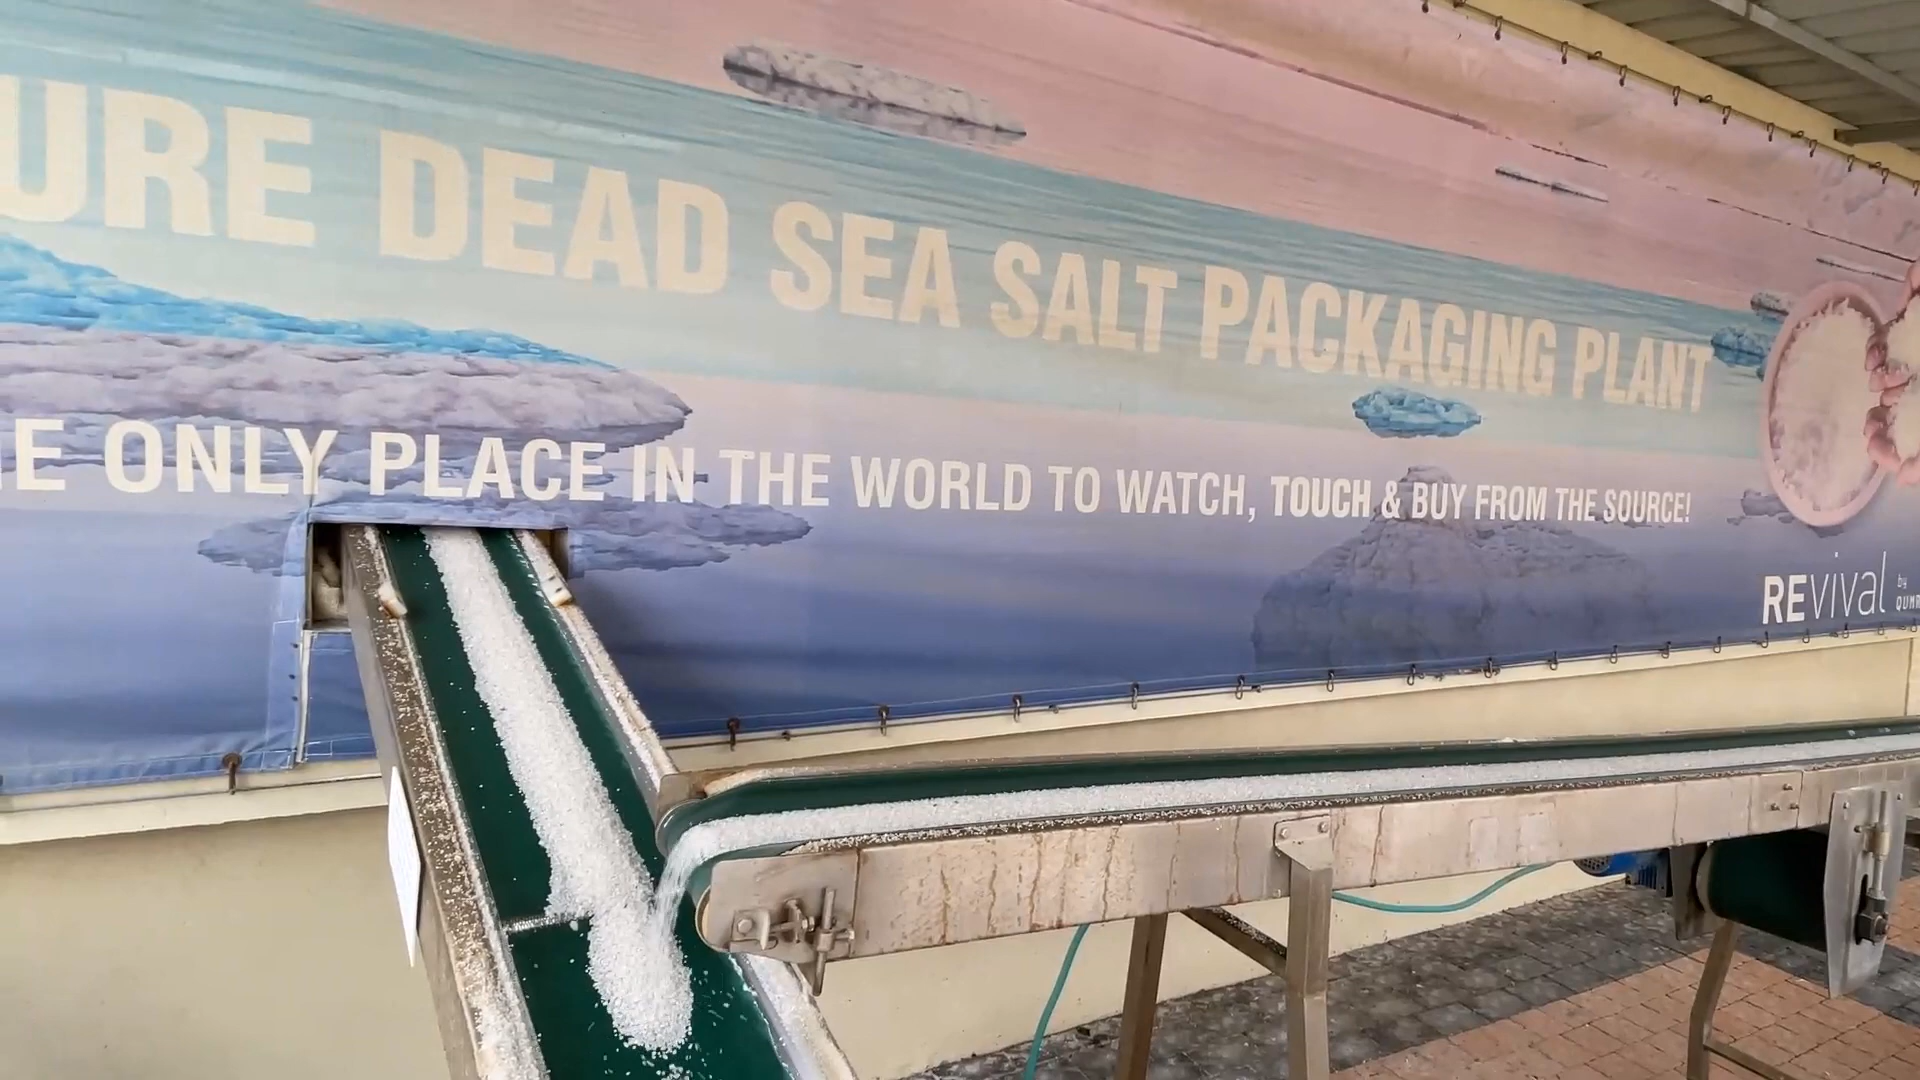 URE DEAD SEA SALT PACKAGING PLANT
E ONLY PLACE IN THE WORLD TO WATCH, TOUCH & BUY FROM THE SOURCE!
REvival
by